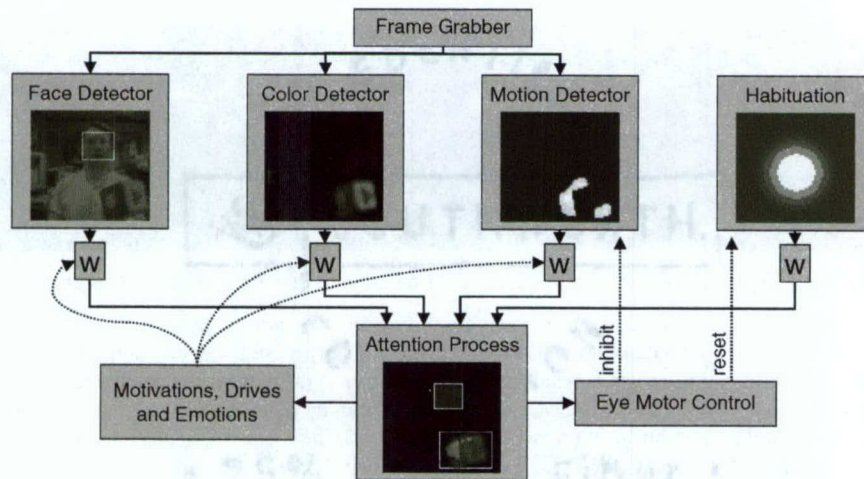 Frame Grabber
Face Detector
Color Detector
Motion Detector
Habituation
W
W
W
W
Attention Process
inhibit
reset
Motivations, Drives
and Emotions
Eye Motor Control